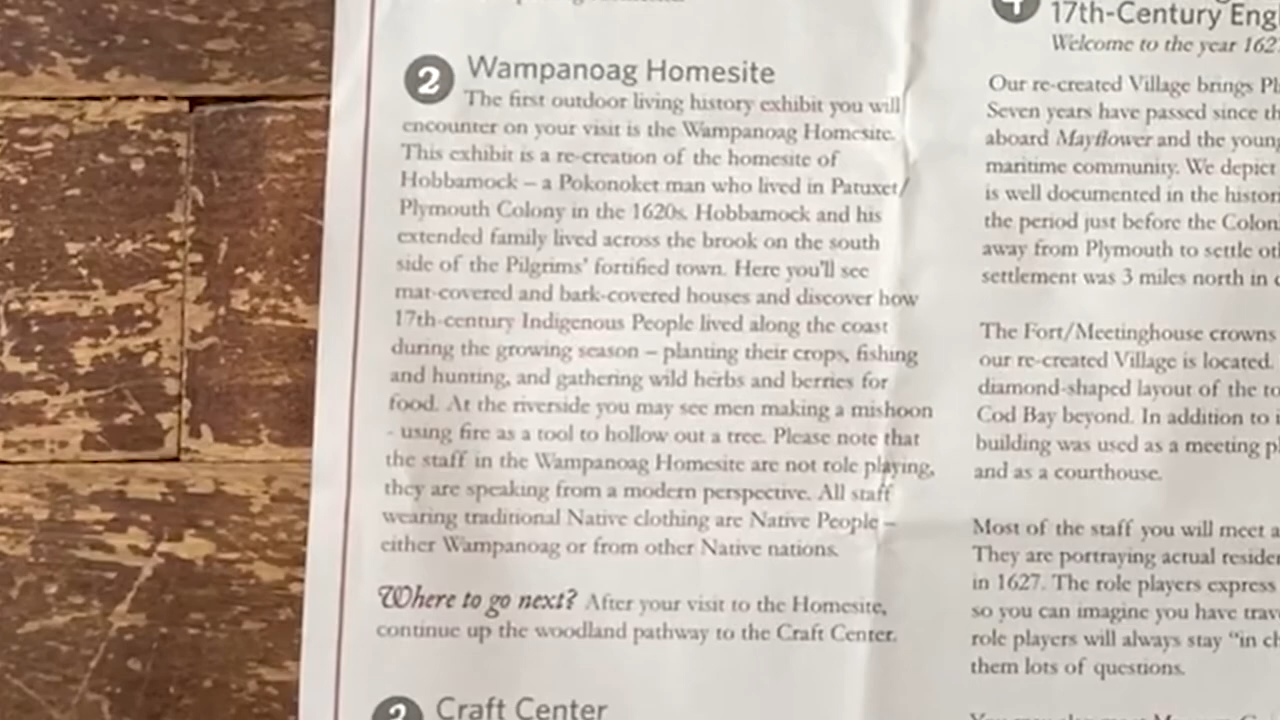 2 Wampanoag Homesite
The first outdoor living history exhibit you will
encounter on your visit is the Wampanoag Homesite.
This exhibit is a re-creation of the homesite of
Hobbamock – a Pokonoket man who lived in Patuxet/
Plymouth Colony in the 1620s. Hobbamock and his
extended family lived across the brook on the south
side of the Pilgrims' fortified town. Here you'll see
mat-covered and bark-covered houses and discover how
17th-century Indigenous People lived along the coast
during the growing season – planting their crops, fishing
and hunting, and gathering wild herbs and berries for
food. At the riverside you may see men making a mishoon
- using fire as a tool to hollow out a tree. Please note that
the staff in the Wampanoag Homesite are not role playing,
they are speaking from a modern perspective. All staff
wearing traditional Native clothing are Native People –
either Wampanoag or from other Native nations.
Where to go next? After your visit to the Homesite,
continue up the woodland pathway to the Craft Center.
Craft Center
17th-Century Engl
Welcome to the year 162
Our re-created Village brings Pl
Seven years have passed since th
aboard Mayflower and the young
maritime community. We depict
is well documented in the histor
the period just before the Colon
away from Plymouth to settle ot
settlement was 3 miles north in
The Fort/Meetinghouse crowns
our re-created Village is located.
diamond-shaped layout of the to
Cod Bay beyond. In addition to
building was used as a meeting p
and as a courthouse.
Most of the staff you will meet a
They are portraying actual reside
in 1627. The role players express
so you can imagine you have trav
role players will always stay "in ch
them lots of questions.